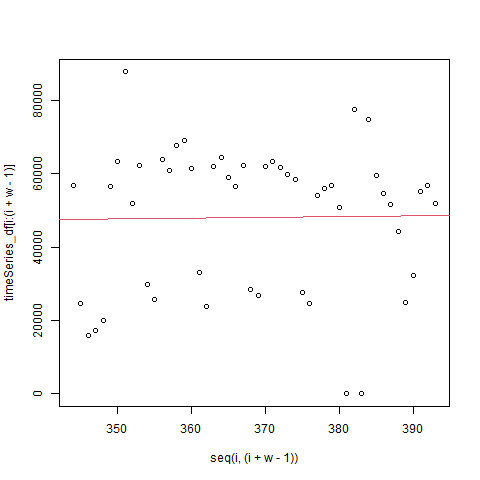 80000
60000
40000
20000
0
timeSeries_df[i:(i + w - 1)]
350 360 370 380 390
seq(i, (i + w - 1))